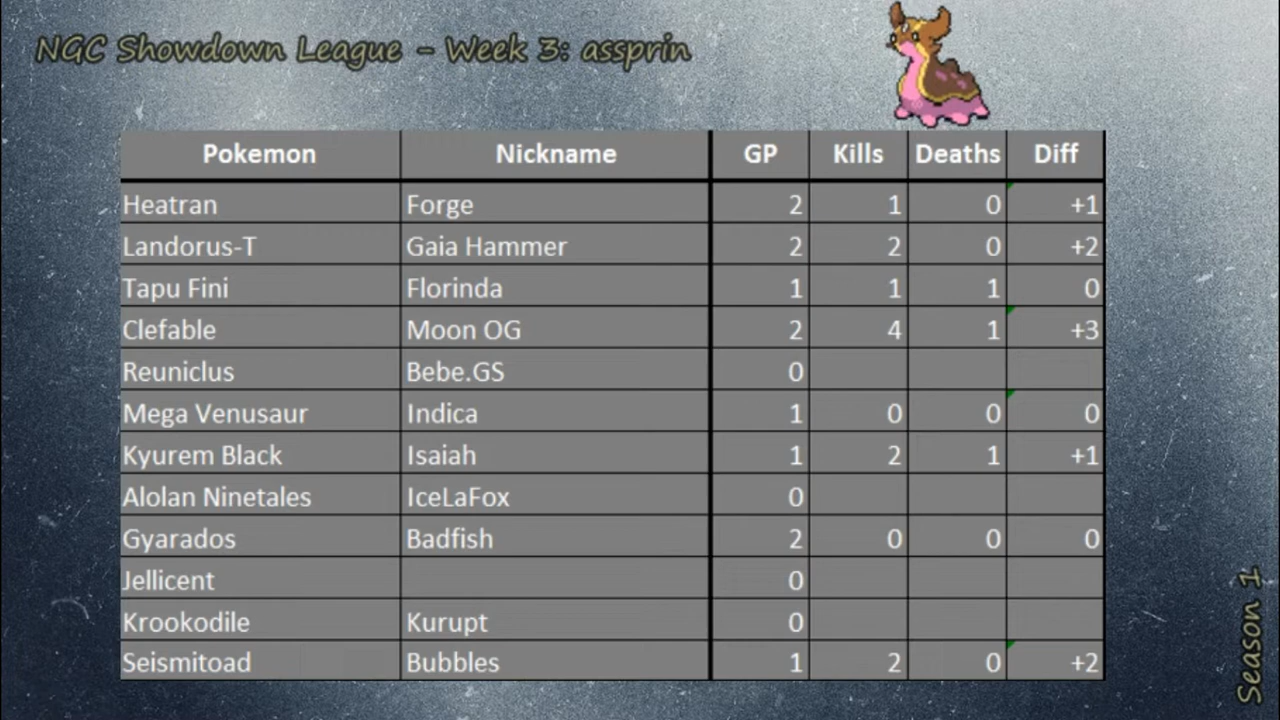 NGC Showdown League - Week 3: assprin
Pokemon Nickname GP Kills Deaths Diff
Heatran Forge 2 1 0 +1
Landorus-T Gaia Hammer 2 2 0 +2
Tapu Fini Florinda 1 1 1 0
Clefable Moon OG 2 4 1 +3
Reuniclus Bebe.GS 0
Mega Venusaur Indica 1 0 0 0
Kyurem Black Isaiah 1 2 1 +1
Alolan Ninetales IceLaFox 0
Gyarados Badfish 2 0 0 0
Jellicent 0
Krookodile Kurupt 0
Seismitoad Bubbles 1 2 0 +2
Season 1